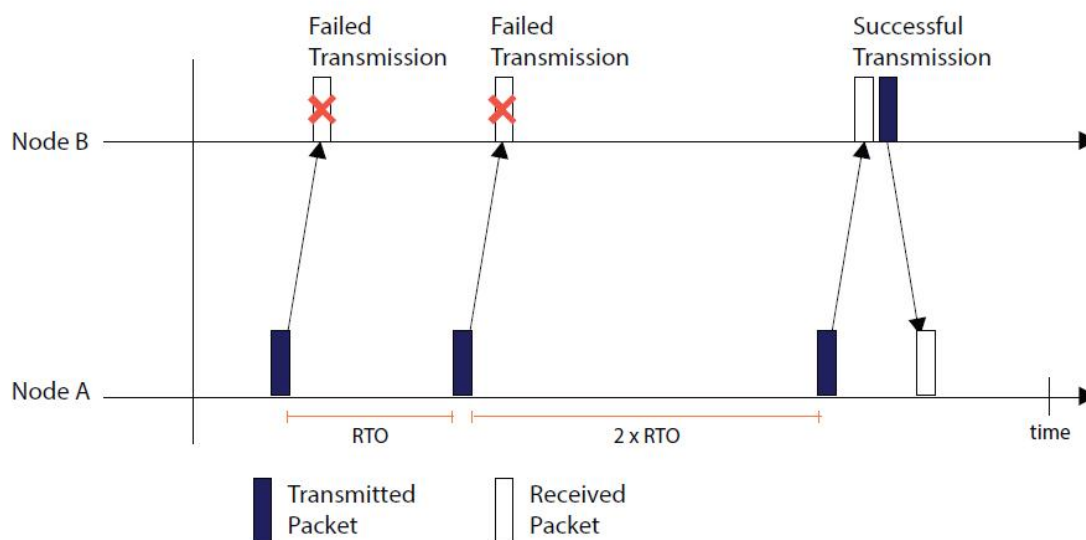 Failed
Transmission
Failed
Transmission
Successful
Transmission
Node B
Node A
RTO
2 x RTO
time
Transmitted
Packet
Received
Packet